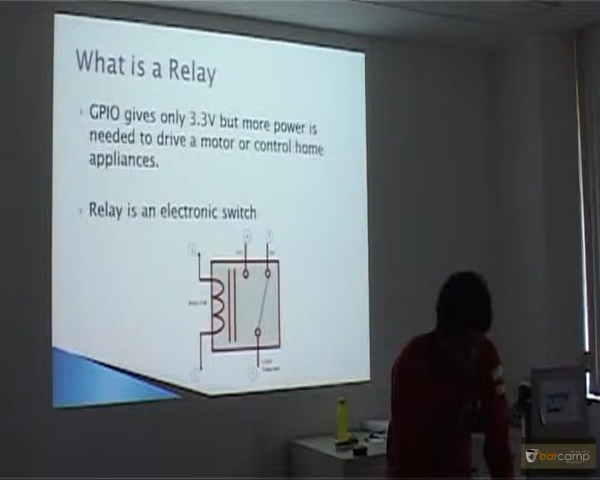 What is a Relay
GPIO gives only 3.3V but more power is
needed to drive a motor or control home
appliances.
Relay is an electronic switch
barcamp